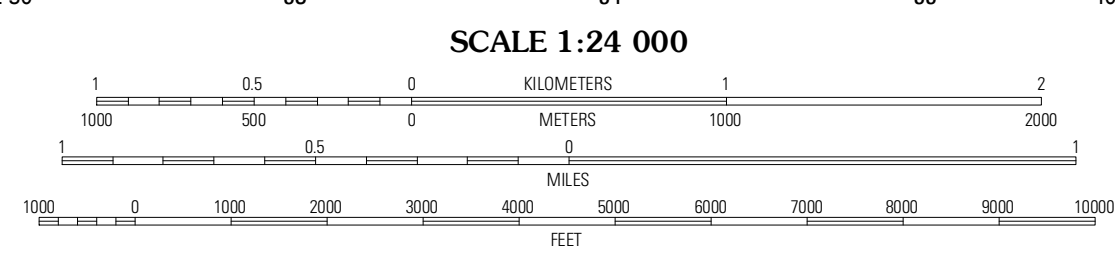 SCALE 1:24 000
1 0.5 0 KILOMETERS 1 2
1000 500 0 METERS 1000 2000
1 0.5 0 1
MILES
1000 0 1000 2000 3000 4000 5000 6000 7000 8000 9000 10000
FEET